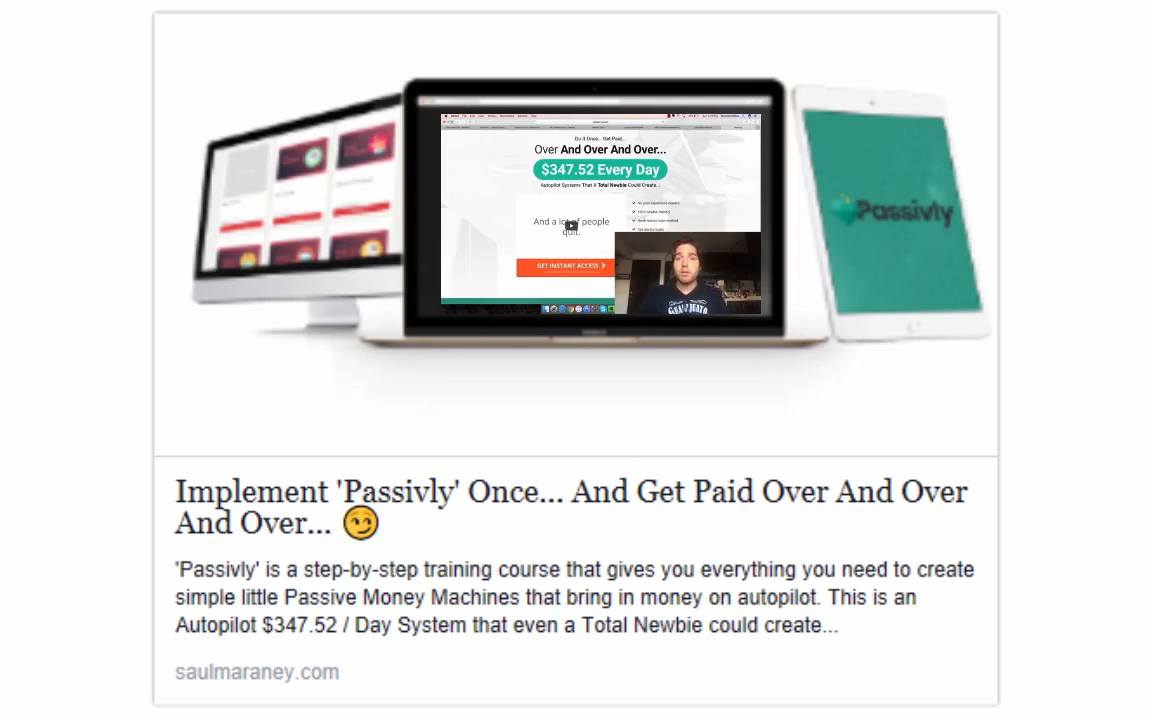 Do It Once... Get Paid...
Over And Over And Over...
$347.52 Every Day
Autopilot Systems That A Total Newbie Could Create...
And a lot of people
quit.
GET INSTANT ACCESS
Passivly
Implement 'Passivly' Once... And Get Paid Over And Over
And Over... 😏
'Passivly' is a step-by-step training course that gives you everything you need to create
simple little Passive Money Machines that bring in money on autopilot. This is an
Autopilot $347.52 / Day System that even a Total Newbie could create...
saulmaraney.com